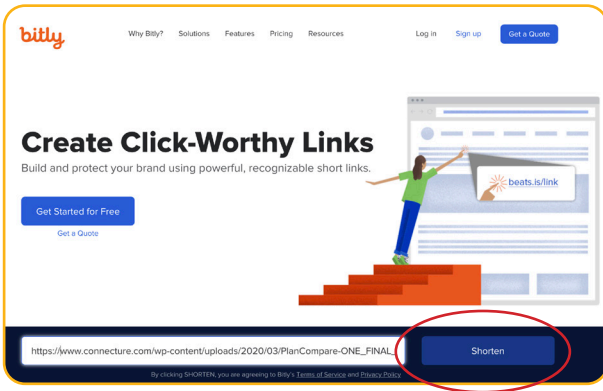 bitly
Why Bitly? Solutions Features Pricing Resources Log in Sign up Get a Quote
Create Click-Worthy Links
Build and protect your brand using powerful, recognizable short links.
beats.is/link
Get Started for Free
Get a Quote
https://www.connecture.com/wp-content/uploads/2020/03/PlanCompare-ONE_FINAL_ Shorten
By clicking SHORTEN, you are agreeing to Bitly's Terms of Service and Privacy Policy